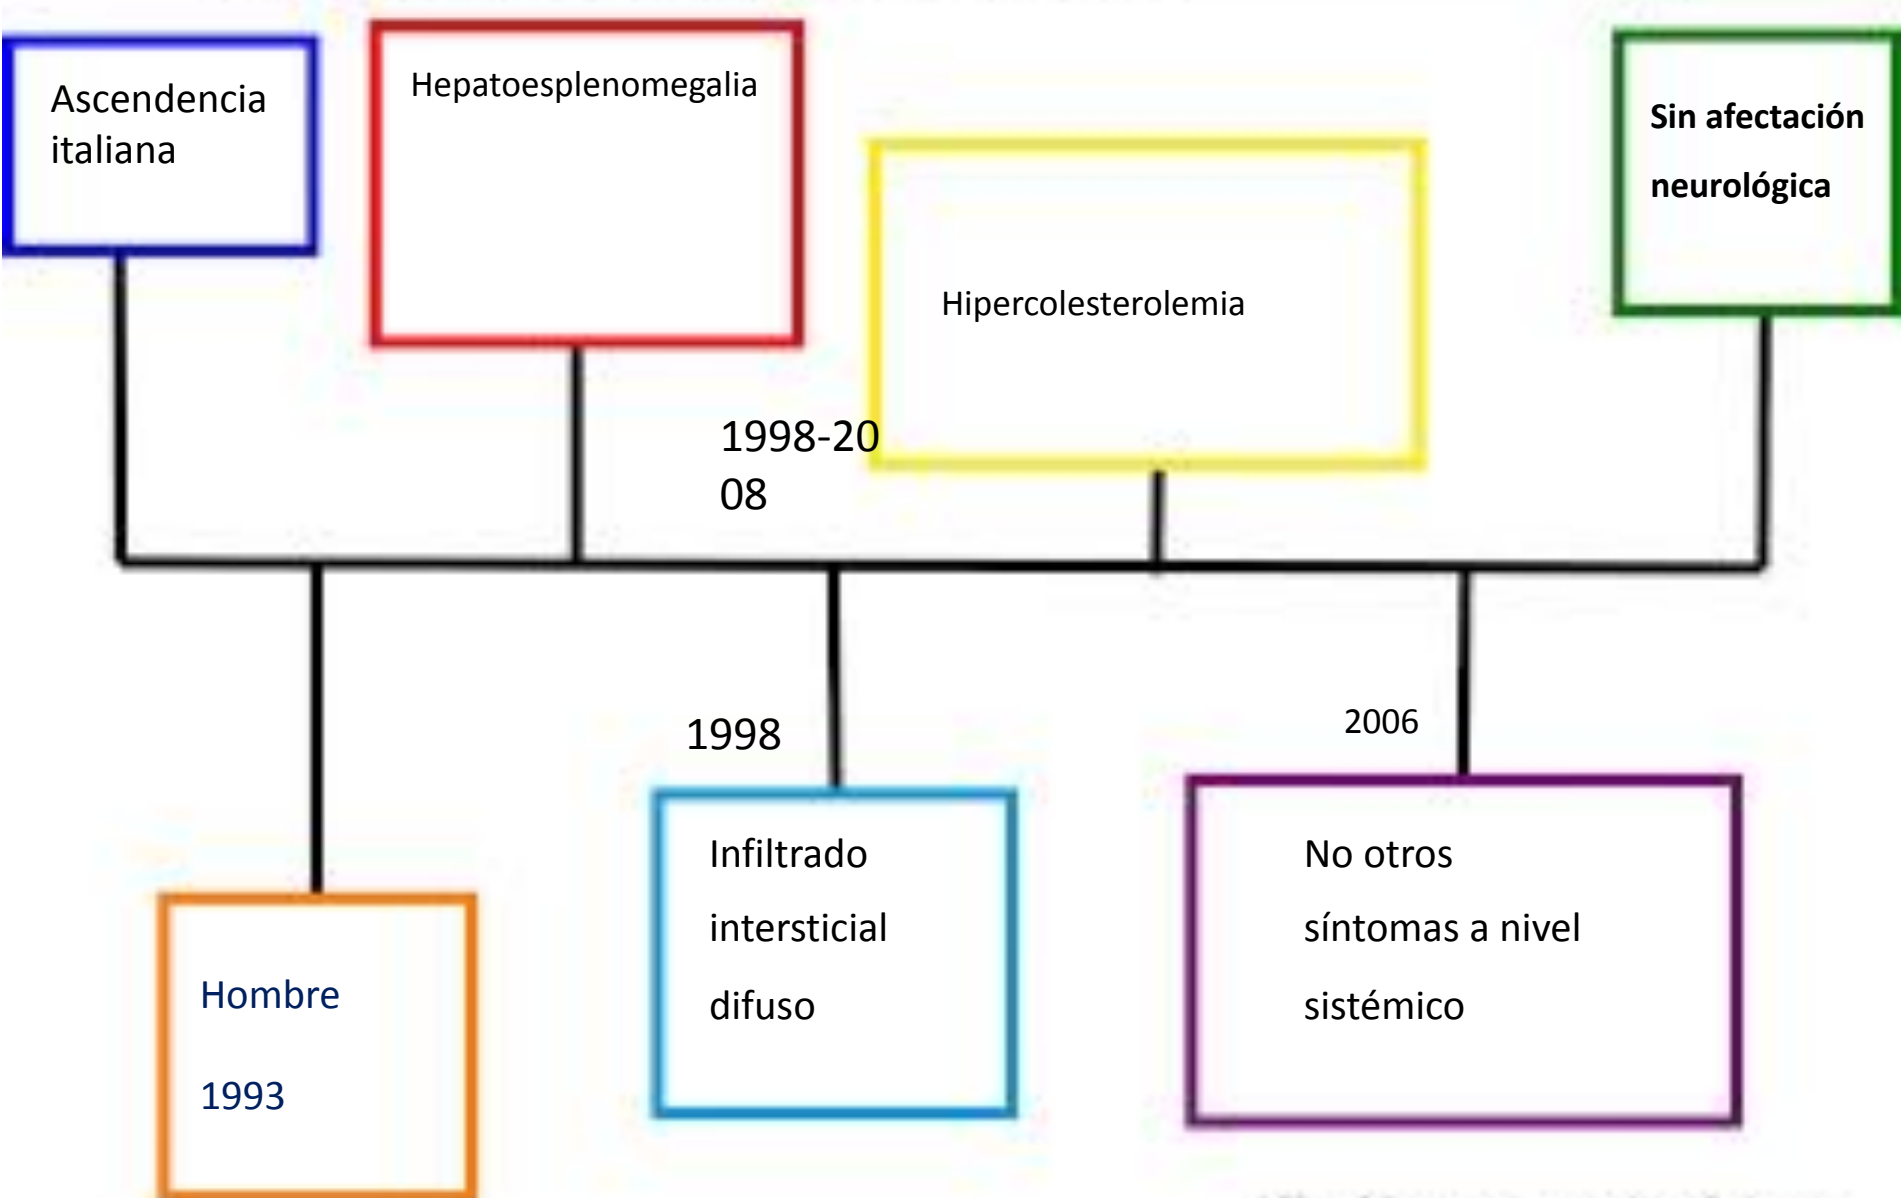 Ascendencia
italiana
Hepatoesplenomegalia
Hipercolesterolemia
Sin afectación
neurológica
1998-20
08
1998
2006
Hombre
1993
Infiltrado
intersticial
difuso
No otros
síntomas a nivel
sistémico